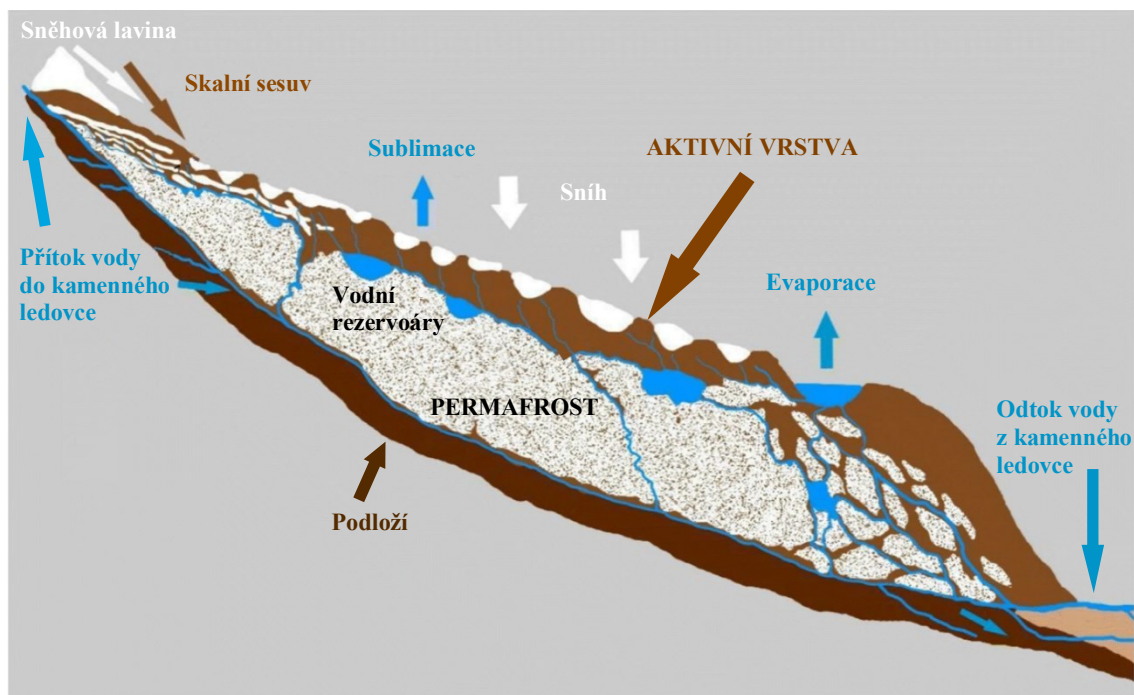 Sněhová lavina
Skalní sesuv
Sublimace
AKTIVNÍ VRSTVA
Sníh
Přítok vody
do kamenného
ledovce
Vodní
rezervoáry
Evaporace
PERMAFROST
Odtok vody
z kamenného
ledovce
Podloží